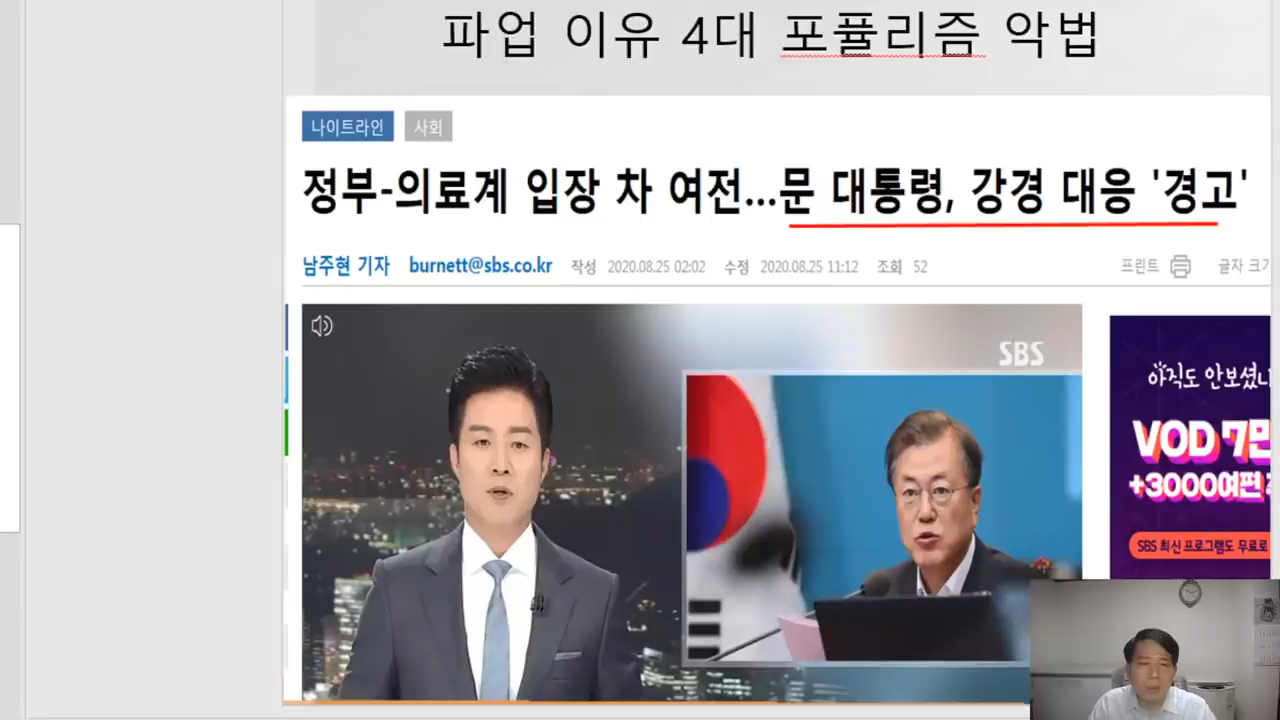 파업 이유 4대 포퓰리즘 악법
나이트라인 사회
정부-의료계 입장 차 여전...문 대통령, 강경 대응 '경고'
남주현 기자 burnett@sbs.co.kr 작성 2020.08.25 02:02 수정 2020.08.25 11:12 조회 52
프린트 글자 크기
SBS
아직도 안보셨나
VOD 7만
+3000여편
SBS 최신 프로그램도 무료로